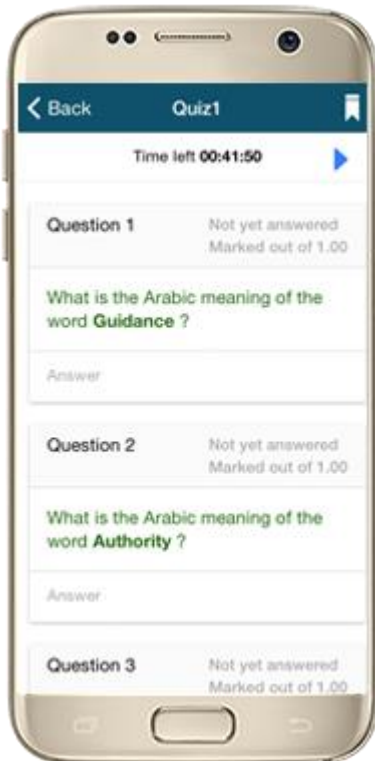 Back Quiz1
Time left 00:41:50
Question 1 Not yet answered
Marked out of 1.00
What is the Arabic meaning of the
word Guidance ?
Answer
Question 2 Not yet answered
Marked out of 1.00
What is the Arabic meaning of the
word Authority ?
Answer
Question 3 Not yet answered
Marked out of 1.00